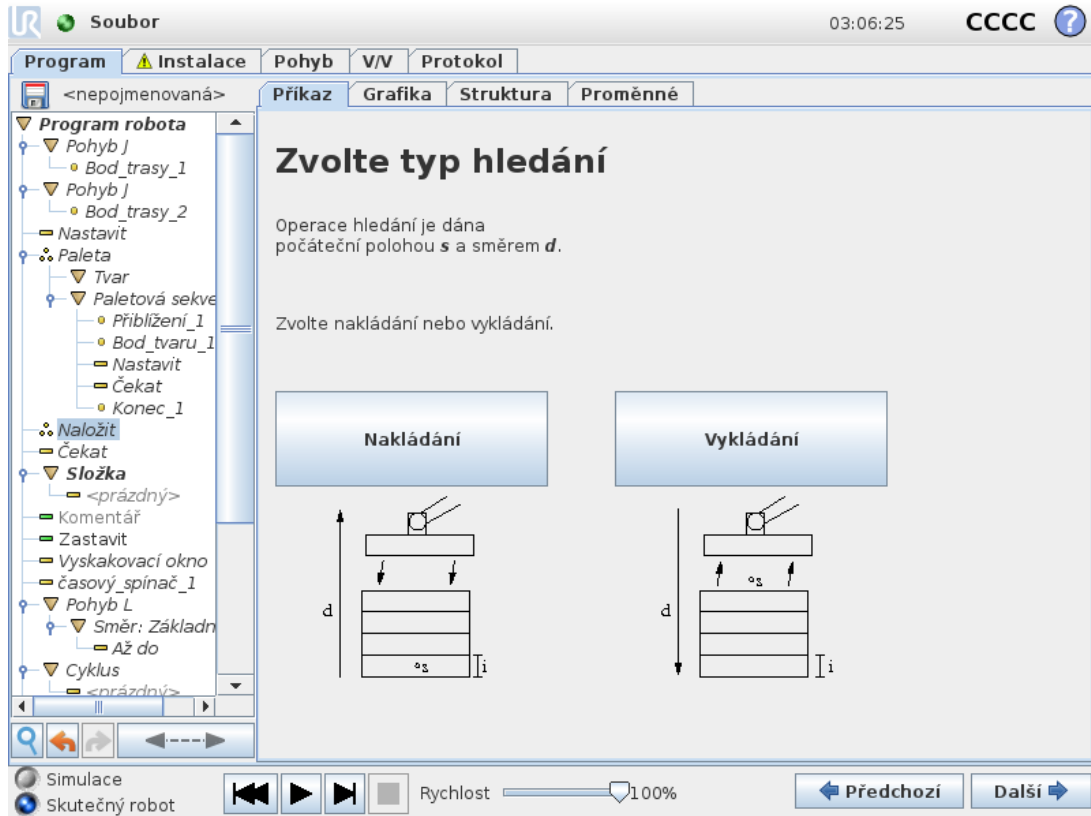 UR Soubor 03:06:25 CCCC ?
Program Instalace Pohyb V/V Protokol
<nepojmenovaná> Příkaz Grafika Struktura Proměnné
Program robota
Pohyb J
Bod_trasy_1
Pohyb J
Bod_trasy_2
Nastavit
Paleta
Tvar
Paletová sekve
Přiblížení_1
Bod_tvaru_1
Nastavit
Čekat
Konec_1
Naložit
Čekat
Složka
<prázdný>
Komentář
Zastavit
Vyskakovací okno
časový_spínač_1
Pohyb L
Směr: Základn
Až do
Cyklus
<prázdný>
Zvolte typ hledání
Operace hledání je dána
počáteční polohou s a směrem d.
Zvolte nakládání nebo vykládání.
Nakládání Vykládání
d s i
d s i
Simulace
Skutečný robot
Rychlost 100%
Předchozí Další